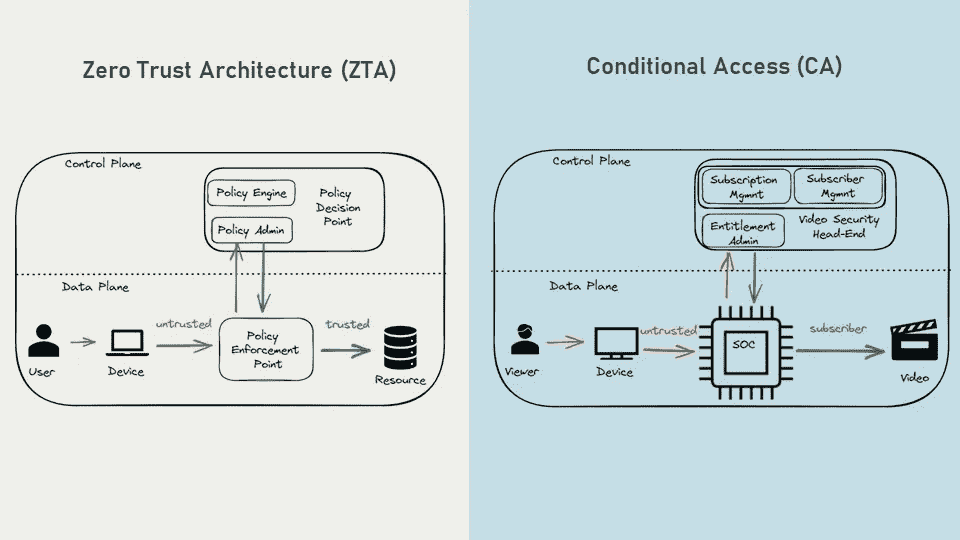 Zero Trust Architecture (ZTA)
Control Plane
Policy Engine
Policy
Decision
Point
Policy Admin
Data Plane
untrusted
trusted
Policy
Enforcement
Point
User
Device
Resource
Conditional Access (CA)
Control Plane
Subscription
Mgmnt
Subscriber
Mgmnt
Entitlement
Admin
Video Security
Head-End
Data Plane
untrusted
SOC
subscriber
Viewer
Device
Video